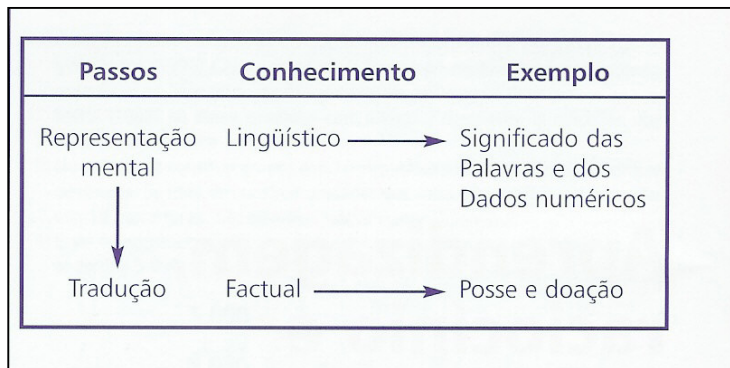 Passos Conhecimento Exemplo
Representação Lingüístico Significado das
mental Palavras e dos
Dados numéricos
Tradução Factual Posse e doação